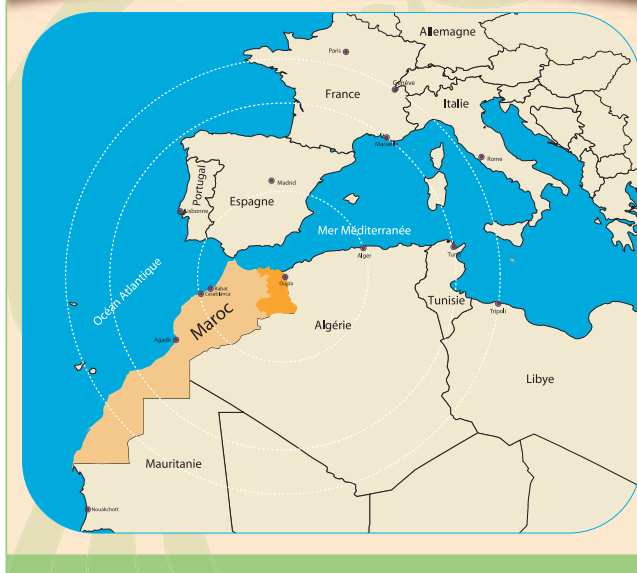 Allemagne
Paris
Genève
France
Italie
Marseille
Rome
Portugal
Madrid
Espagne
Lisbonne
Mer Méditerranée
Alger
Tunis
Océan Atlantique
Oujda
Rabat
Casablanca
Tunisie
Tripoli
Maroc
Algérie
Agadir
Libye
Mauritanie
Nouakchott